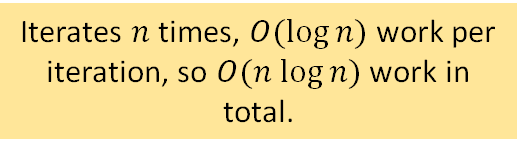 Iterates n times, O(log n) work per
iteration, so O(n log n) work in
total.